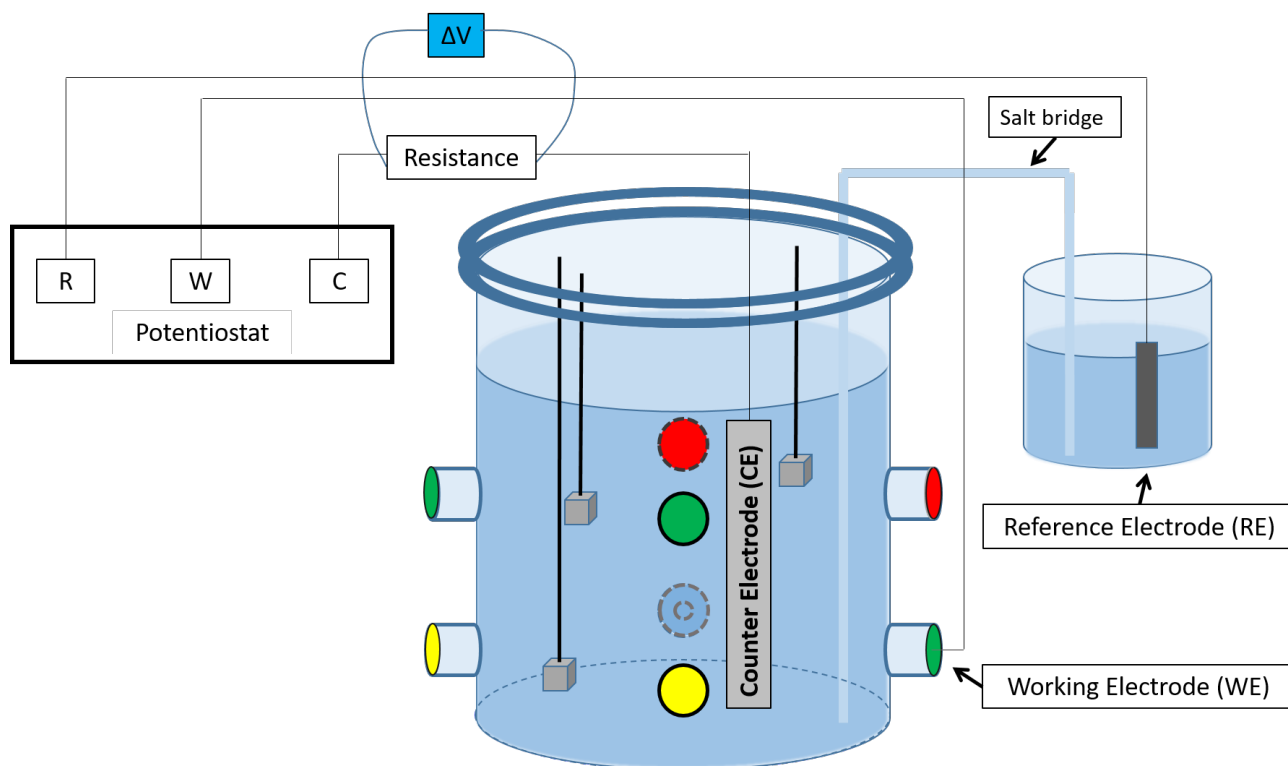 ΔV
Salt bridge
Resistance
R
W
C
Potentiostat
Counter Electrode (CE)
Reference Electrode (RE)
Working Electrode (WE)